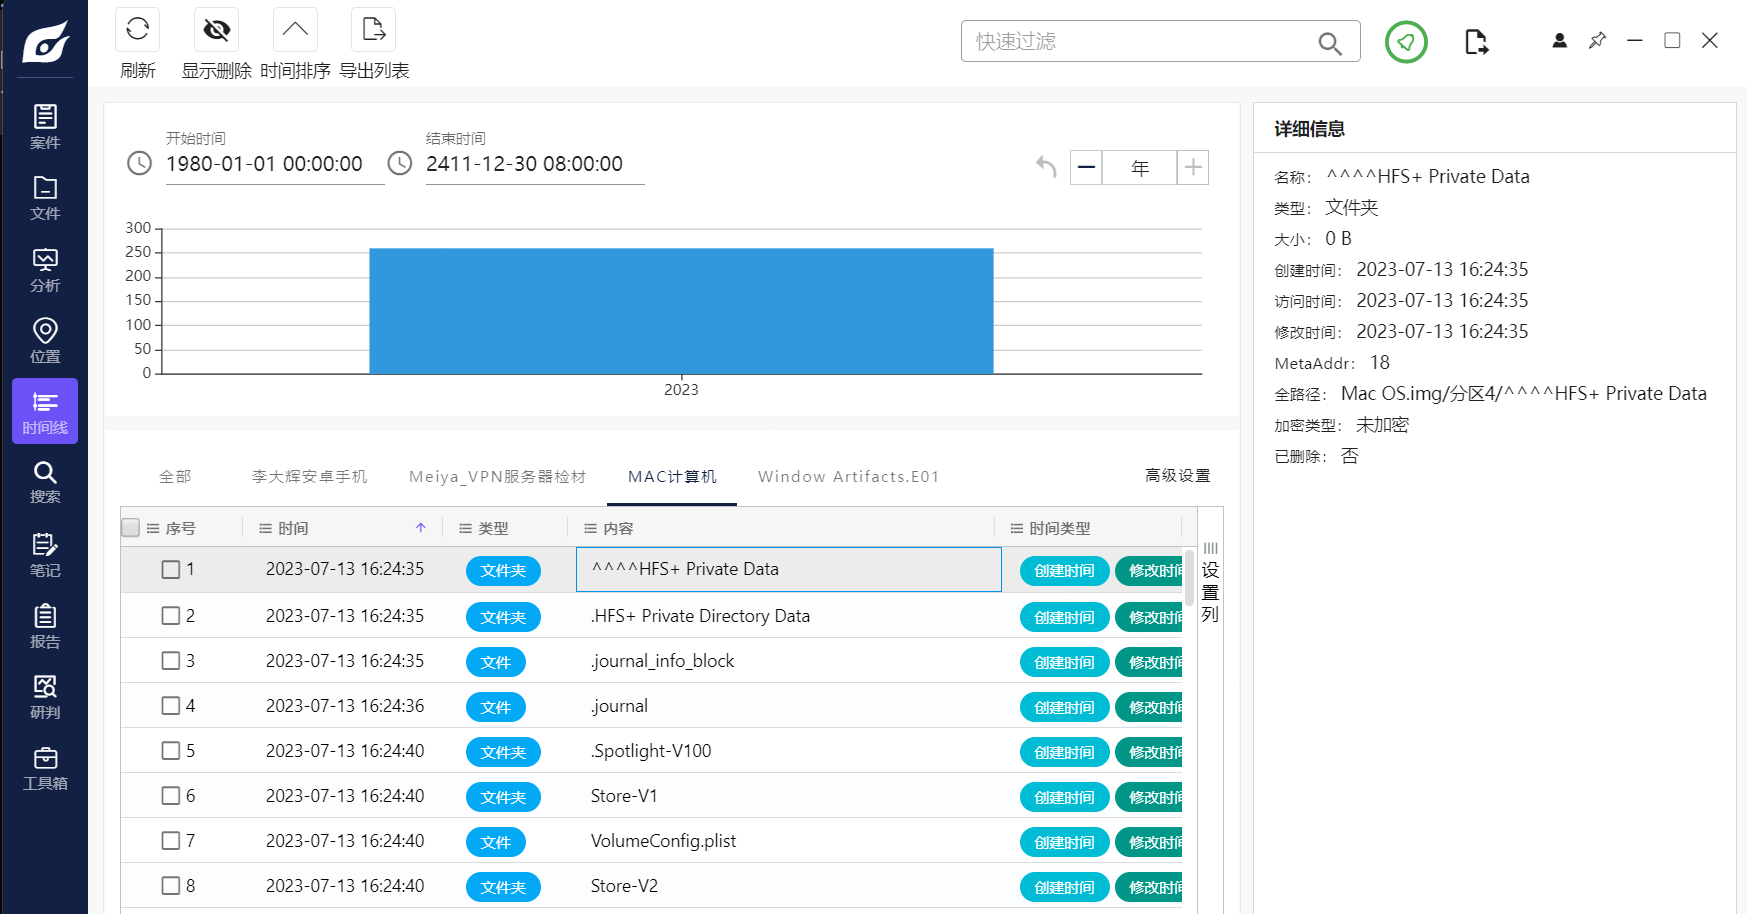 刷新 显示删除 时间排序 导出列表
快速过滤
案件
文件
分析
位置
时间线
搜索
笔记
报告
研判
工具箱
开始时间
1980-01-01 00:00:00
结束时间
2411-12-30 08:00:00
年
300
250
200
150
100
50
0
2023
全部 李大辉安卓手机 Meiya_VPN服务器检材 MAC计算机 Window Artifacts.E01 高级设置
序号 时间 类型 内容 时间类型
1 2023-07-13 16:24:35 文件夹 ^^^^HFS+ Private Data 创建时间 修改时间
2 2023-07-13 16:24:35 文件夹 .HFS+ Private Directory Data 创建时间 修改时间
3 2023-07-13 16:24:35 文件 .journal_info_block 创建时间 修改时间
4 2023-07-13 16:24:36 文件 .journal 创建时间 修改时间
5 2023-07-13 16:24:40 文件夹 .Spotlight-V100 创建时间 修改时间
6 2023-07-13 16:24:40 文件夹 Store-V1 创建时间 修改时间
7 2023-07-13 16:24:40 文件 VolumeConfig.plist 创建时间 修改时间
8 2023-07-13 16:24:40 文件夹 Store-V2 创建时间 修改时间
设置列
详细信息
名称: ^^^^HFS+ Private Data
类型: 文件夹
大小: 0 B
创建时间: 2023-07-13 16:24:35
访问时间: 2023-07-13 16:24:35
修改时间: 2023-07-13 16:24:35
MetaAddr: 18
全路径: Mac OS.img/分区4/^^^^HFS+ Private Data
加密类型: 未加密
已删除: 否